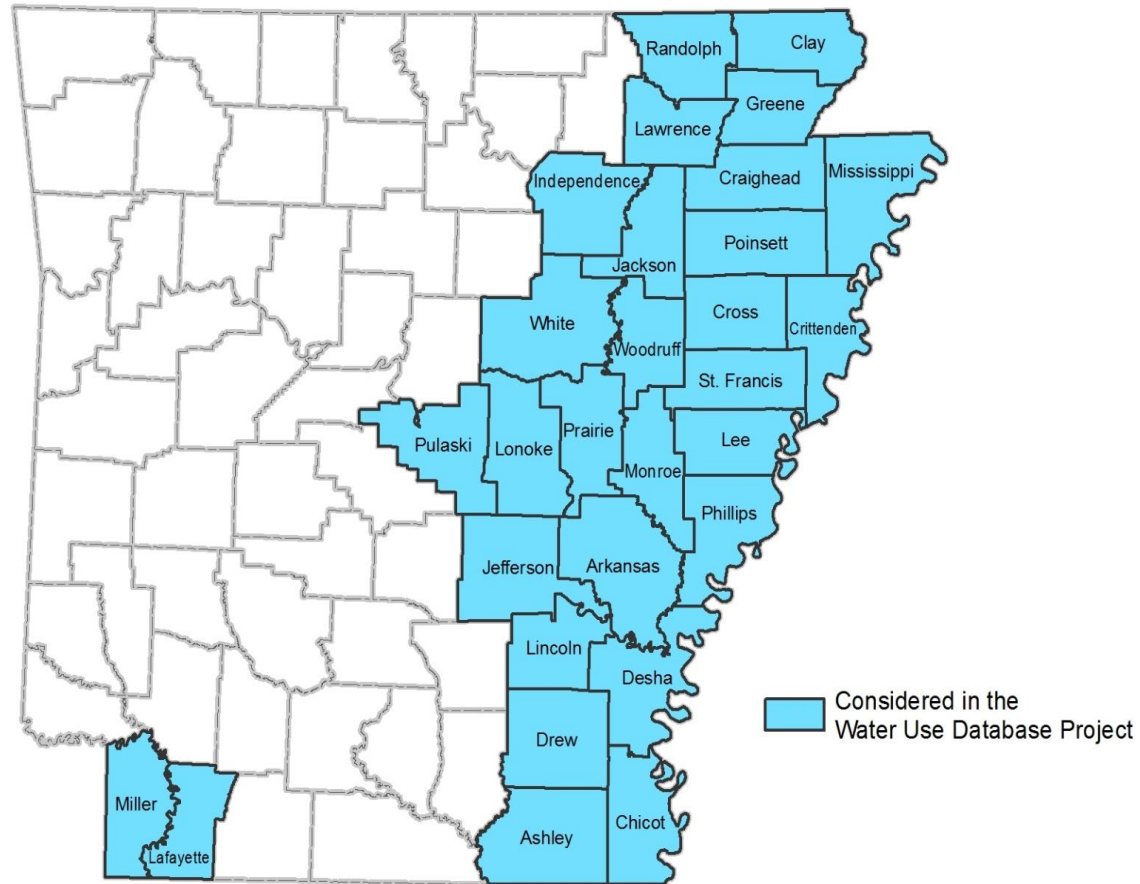 Randolph
Clay
Greene
Lawrence
Craighead
Mississippi
Independence
Poinsett
Jackson
Cross
Crittenden
White
Woodruff
St. Francis
Pulaski
Lonoke
Prairie
Lee
Monroe
Phillips
Jefferson
Arkansas
Lincoln
Desha
Considered in the
Water Use Database Project
Drew
Miller
Chicot
Ashley
Lafayette